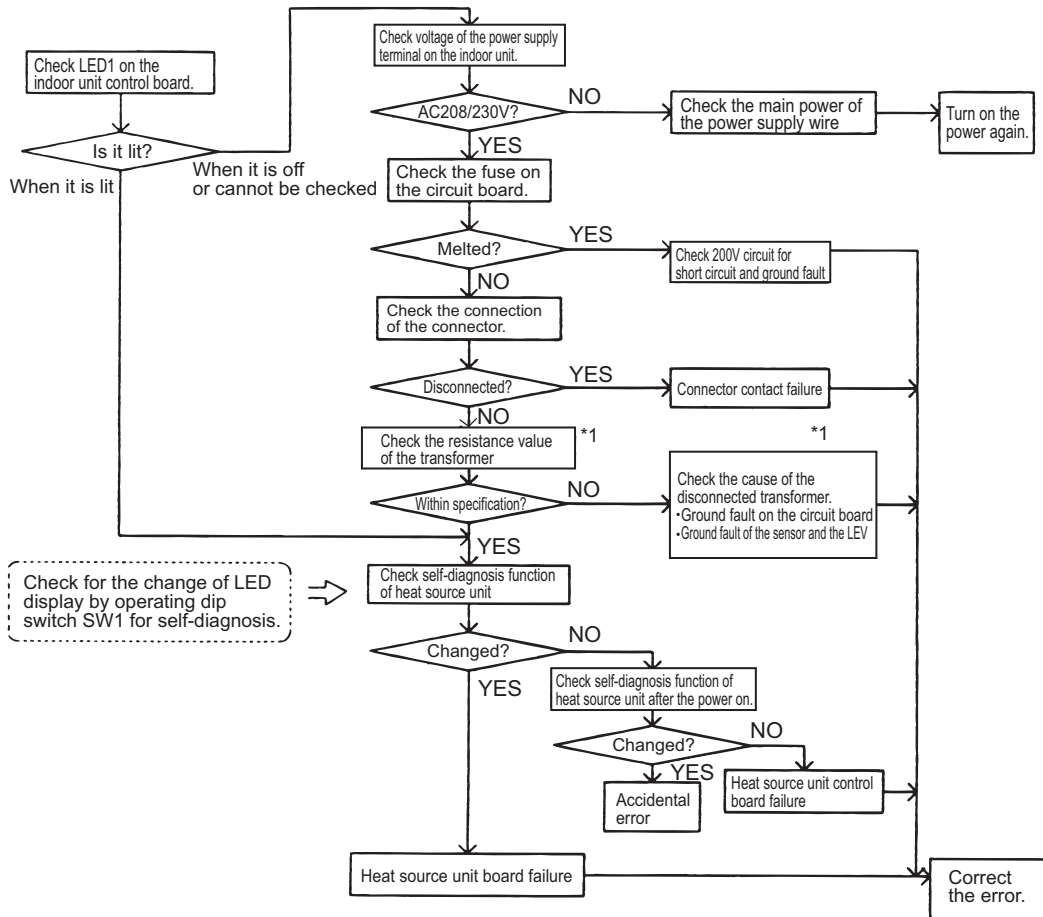 Check LED1 on the
indoor unit control board.
Is it lit?
When it is lit
When it is off
or cannot be checked
Check voltage of the power supply
terminal on the indoor unit.
AC208/230V?
NO
Check the main power of
the power supply wire
Turn on the
power again.
YES
Check the fuse on
the circuit board.
Melted?
YES
Check 200V circuit for
short circuit and ground fault
NO
Check the connection
of the connector.
Disconnected?
YES
Connector contact failure
NO
Check the resistance value
of the transformer
*1
*1
Within specification?
NO
Check the cause of the
disconnected transformer.
•Ground fault on the circuit board
•Ground fault of the sensor and the LEV
YES
Check for the change of LED
display by operating dip
switch SW1 for self-diagnosis.
Check self-diagnosis function
of heat source unit
Changed?
NO
YES
Check self-diagnosis function of
heat source unit after the power on.
Changed?
NO
YES
Accidental
error
Heat source unit control
board failure
Heat source unit board failure
Correct
the error.